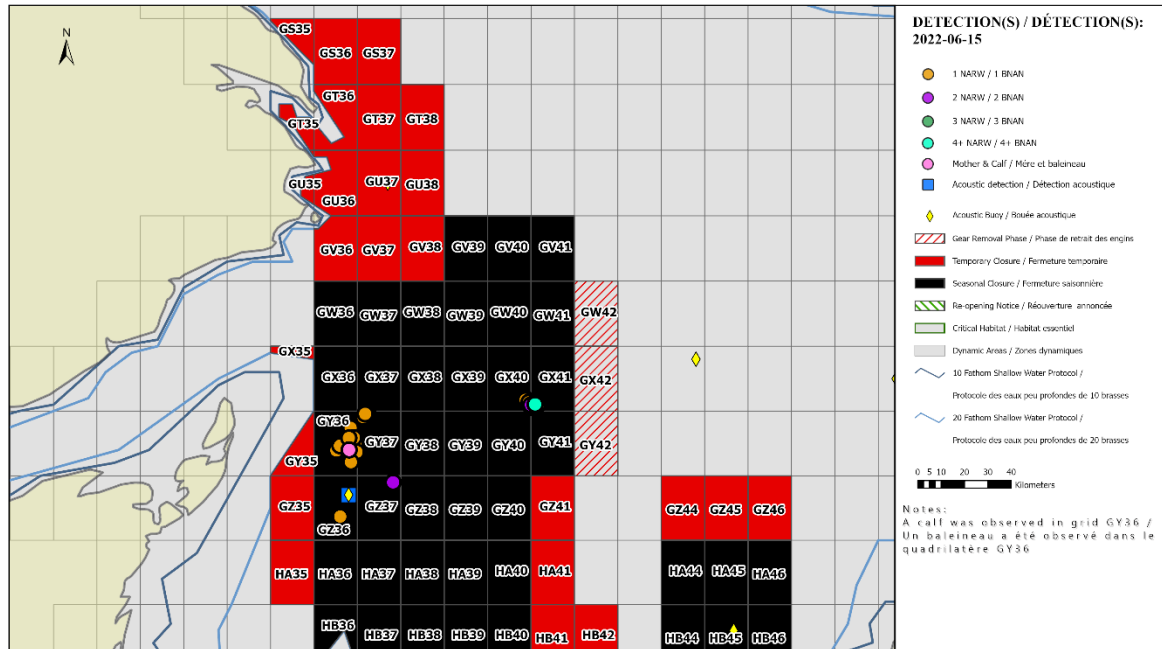 N
GS35
GS36 GS37
GT36
GT35 GT37 GT38
GU35 GU37 GU38
GU36
GV36 GV37 GV38 GV39 GV40 GV41
GW36 GW37 GW38 GW39 GW40 GW41 GW42
GX35
GX36 GX37 GX38 GX39 GX40 GX41 GX42
GY36
GY35 GY37 GY38 GY39 GY40 GY41 GY42
GZ35 GZ37 GZ38 GZ39 GZ40 GZ41 GZ44 GZ45 GZ46
GZ36
HA35 HA36 HA37 HA38 HA39 HA40 HA41 HA44 HA45 HA46
HB36
HB37 HB38 HB39 HB40 HB41 HB42 HB44 HB45 HB46
DETECTION(S) / DÉTECTION(S):
2022-06-15
1 NARW / 1 BNAN
2 NARW / 2 BNAN
3 NARW / 3 BNAN
4+ NARW / 4+ BNAN
Mother & Calf / Mère et baleineau
Acoustic detection / Détection acoustique
Acoustic Buoy / Bouée acoustique
Gear Removal Phase / Phase de retrait des engins
Temporary Closure / Fermeture temporaire
Seasonal Closure / Fermeture saisonnière
Re-opening Notice / Réouverture annoncée
Critical Habitat / Habitat essentiel
Dynamic Areas / Zones dynamiques
10 Fathom Shallow Water Protocol /
Protocole des eaux peu profondes de 10 brasses
20 Fathom Shallow Water Protocol /
Protocole des eaux peu profondes de 20 brasses
0 5 10 20 30 40
Kilometers
Notes:
A calf was observed in grid GY36 /
Un baleineau a été observé dans le
quadrilatère GY36